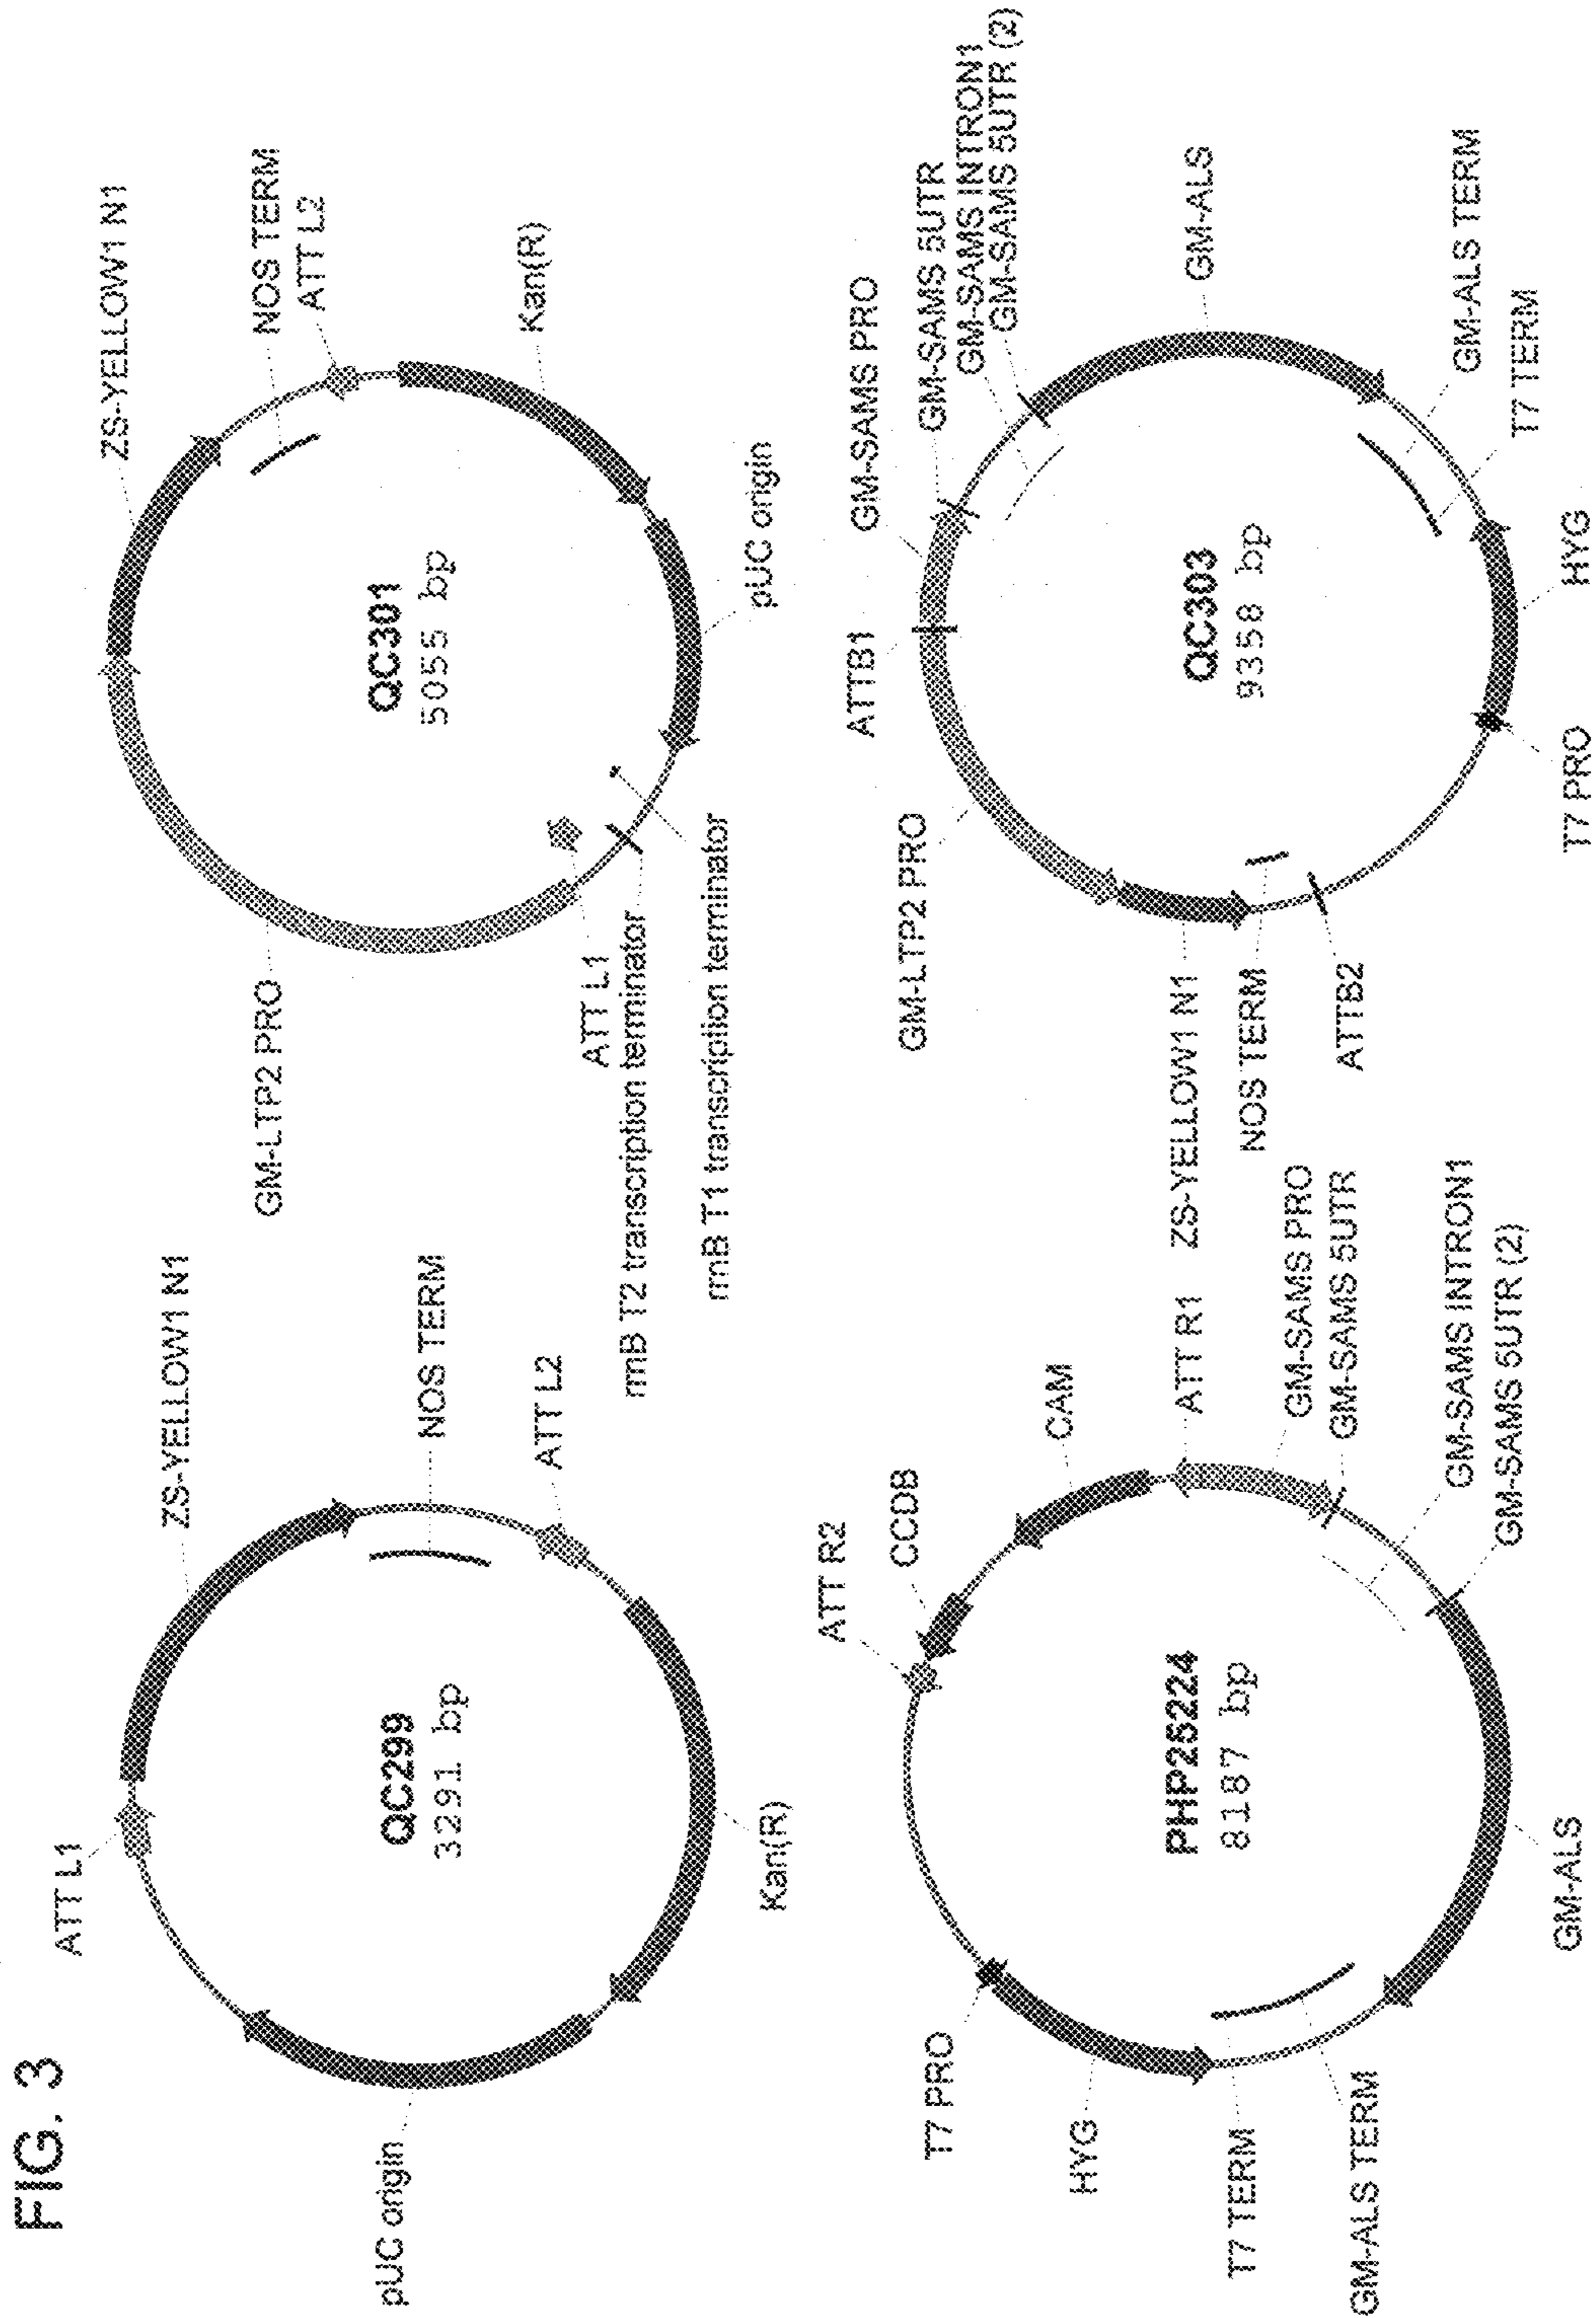 FIG. 3
ATT L1
ZS-YELLOW1 N1
NOS TERM
ATT L2
Kan(R)
pUC origin
QC299
3291 bp
GM-LTP2 PRO
ZS-YELLOW1 N1
NOS TERM
ATT L2
Kan(R)
pUC origin
ATT L1
rrnB T2 transcription terminator
rrnB T1 transcription terminator
QC301
5055 bp
ATT R2
CCDB
CAM
ATT R1
GM-SAMS PRO
GM-SAMS 5UTR
GM-SAMS INTRON1
GM-SAMS 5UTR (2)
GM-ALS
GM-ALS TERM
T7 TERM
HYG
T7 PRO
PHP25224
8187 bp
GM-LTP2 PRO
ATTB1
GM-SAMS PRO
GM-SAMS 5UTR
GM-SAMS INTRON1
GM-SAMS 5UTR (2)
GM-ALS
GM-ALS TERM
T7 TERM
HYG
T7 PRO
ATTB2
NOS TERM
ZS-YELLOW1 N1
QC303
9358 bp